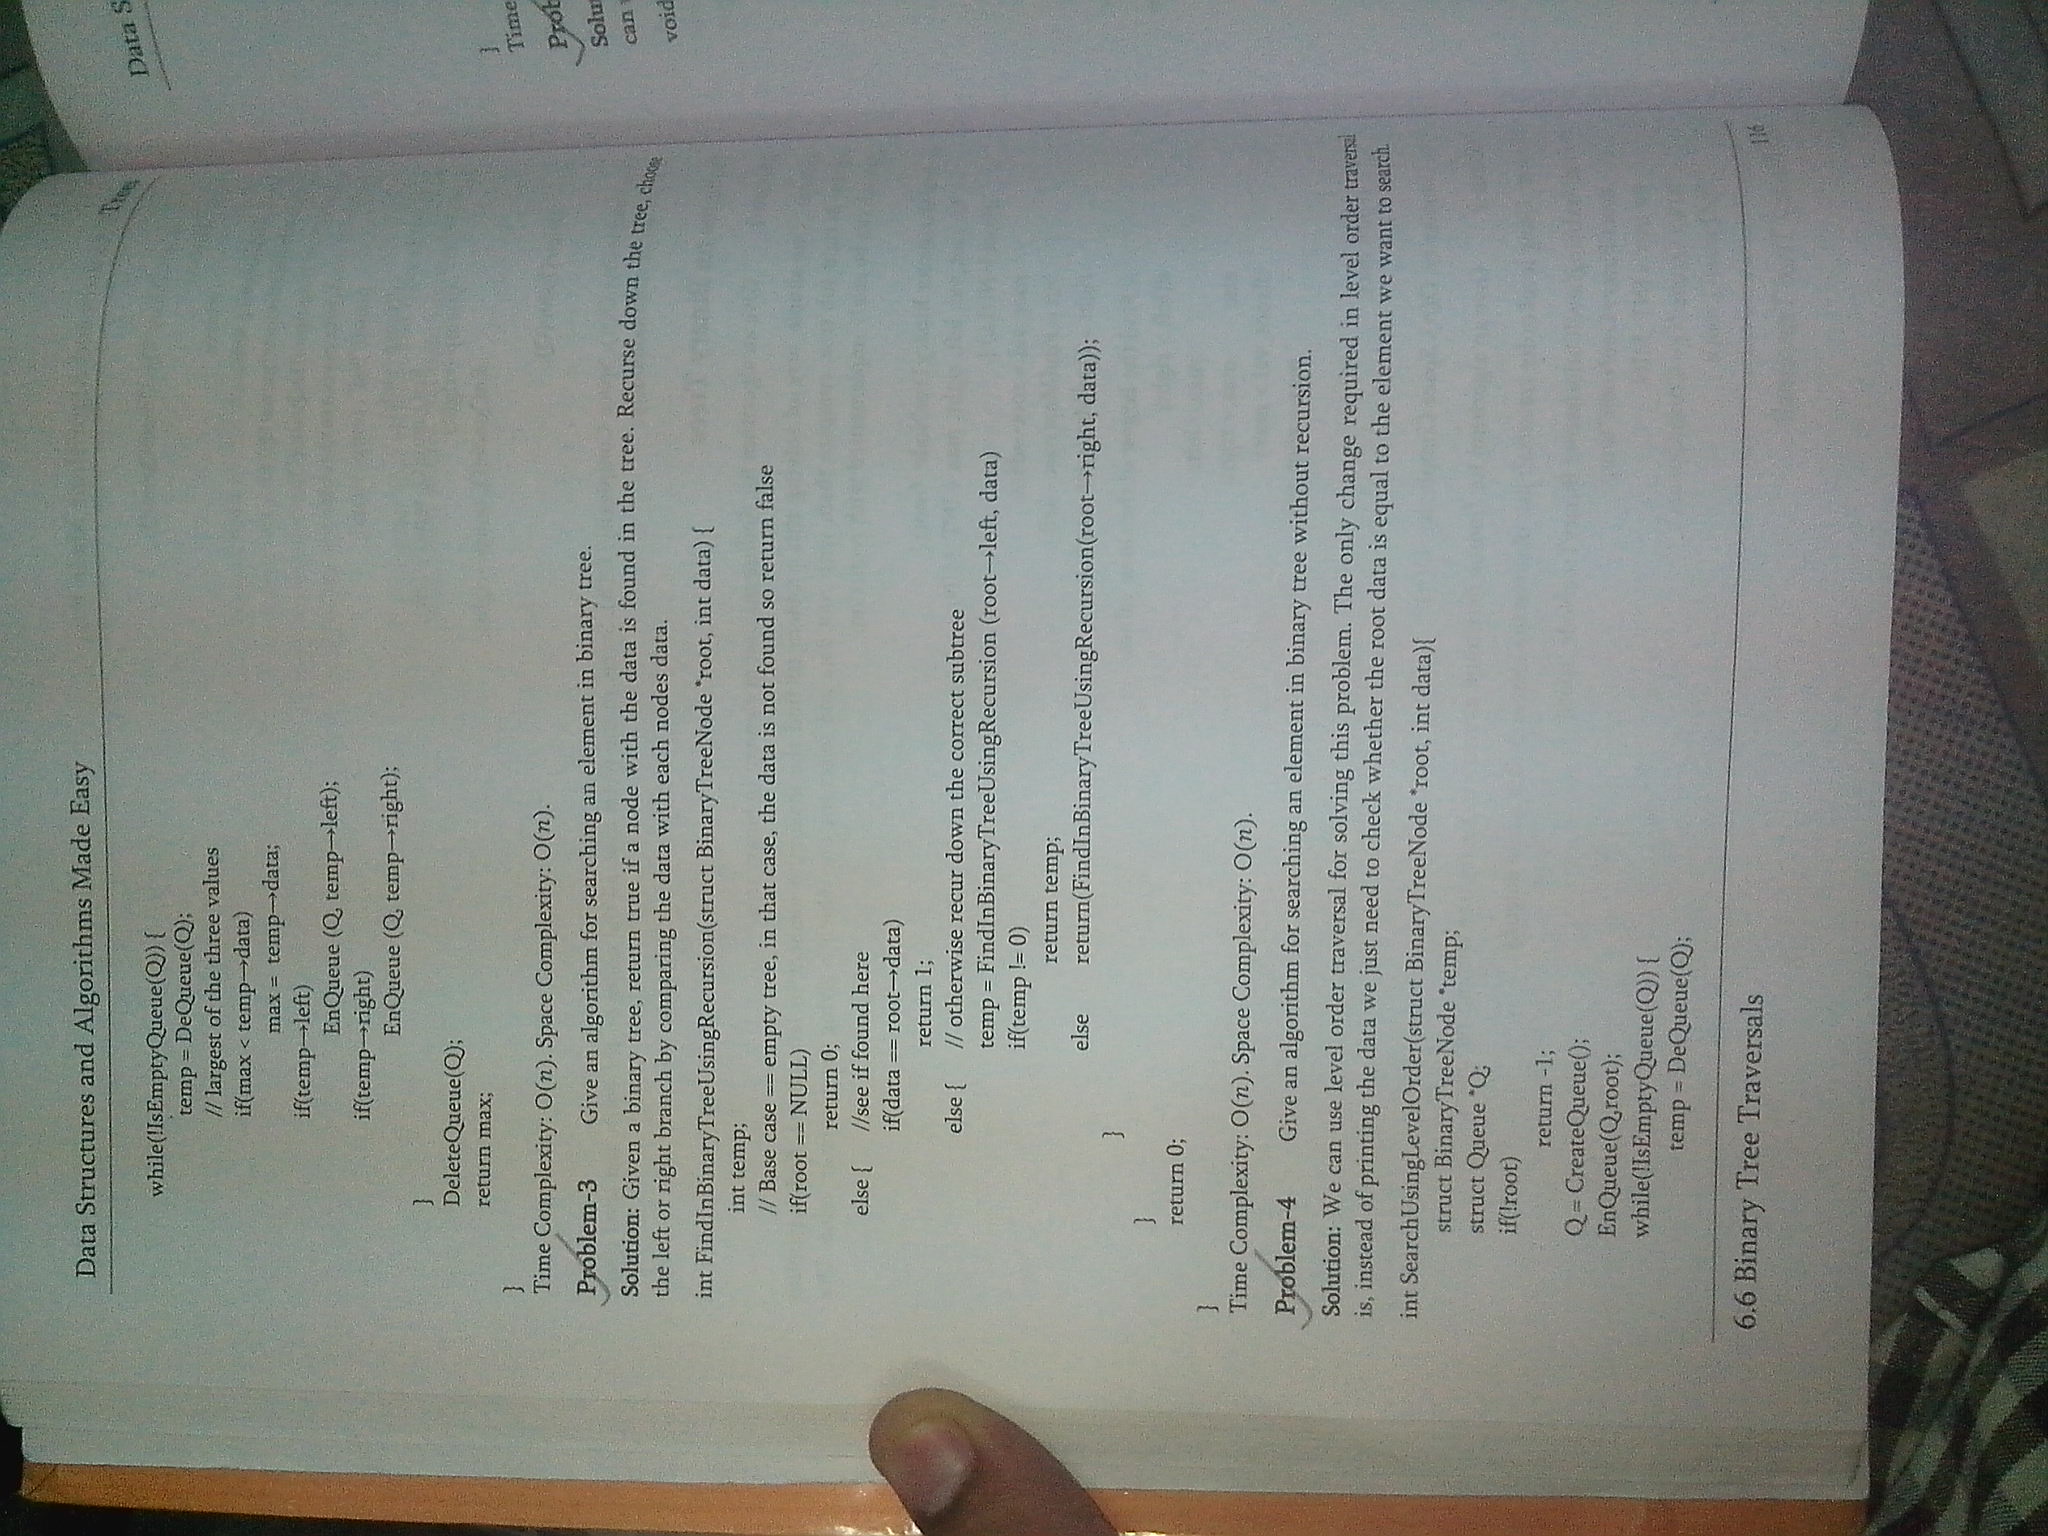 Data Structures and Algorithms Made Easy
Trees
while(!IsEmptyQueue(Q)) {
temp = DeQueue(Q);
// largest of the three values
if(max < temp→data)
max = temp→data;
if(temp→left)
EnQueue (Q, temp→left);
if(temp→right)
EnQueue (Q, temp→right);
}
DeleteQueue(Q);
return max;
}
Time Complexity: O(n). Space Complexity: O(n).
Problem-3 Give an algorithm for searching an element in binary tree.
Solution: Given a binary tree, return true if a node with the data is found in the tree. Recurse down the tree, choose
the left or right branch by comparing the data with each nodes data.
int FindInBinaryTreeUsingRecursion(struct BinaryTreeNode *root, int data) {
int temp;
// Base case == empty tree, in that case, the data is not found so return false
if(root == NULL)
return 0;
else { //see if found here
if(data == root→data)
return 1;
else { // otherwise recur down the correct subtree
temp = FindInBinaryTreeUsingRecursion (root→left, data)
if(temp != 0)
return temp;
else return(FindInBinaryTreeUsingRecursion(root→right, data));
}
}
return 0;
}
Time Complexity: O(n). Space Complexity: O(n).
Problem-4 Give an algorithm for searching an element in binary tree without recursion.
Solution: We can use level order traversal for solving this problem. The only change required in level order traversal
is, instead of printing the data we just need to check whether the root data is equal to the element we want to search.
int SearchUsingLevelOrder(struct BinaryTreeNode *root, int data){
struct BinaryTreeNode *temp;
struct Queue *Q;
if(!root)
return -1;
Q = CreateQueue();
EnQueue(Q,root);
while(!IsEmptyQueue(Q)) {
temp = DeQueue(Q);
6.6 Binary Tree Traversals
116
Data S
}
Time
Prob
Solu
can
void